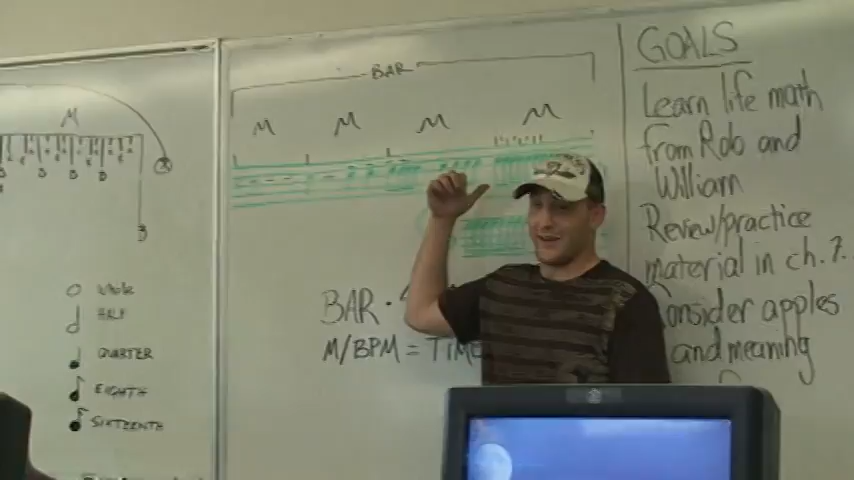 M
B B B
B
WHOLE
HALF
QUARTER
EIGHTH
SIXTEENTH
BAR
M M M M
BAR •
M/BPM = TIM
GOALS
Learn life math
from Rob and
William
Review/practice
material in ch. 7.
Consider apples
and meaning